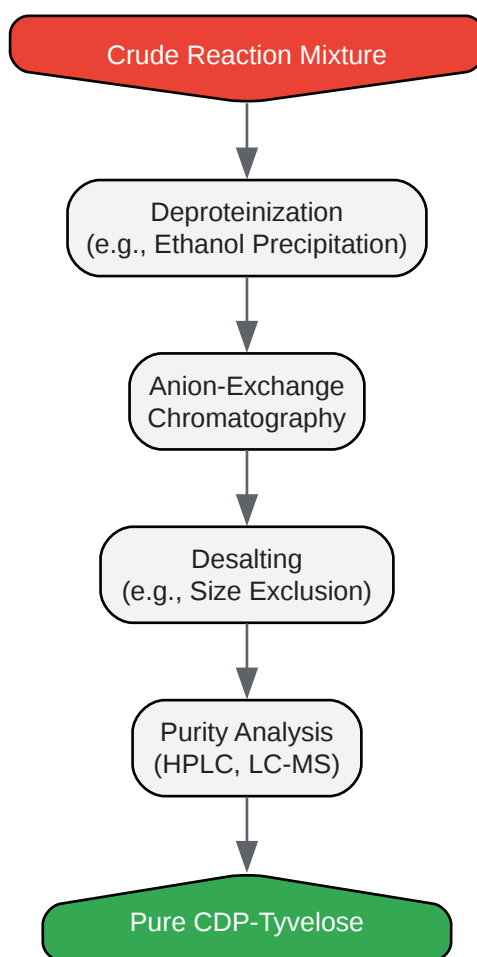 Crude Reaction Mixture
Deproteinization
(e.g., Ethanol Precipitation)
Anion-Exchange
Chromatography
Desalting
(e.g., Size Exclusion)
Purity Analysis
(HPLC, LC-MS)
Pure CDP-Tyvelose